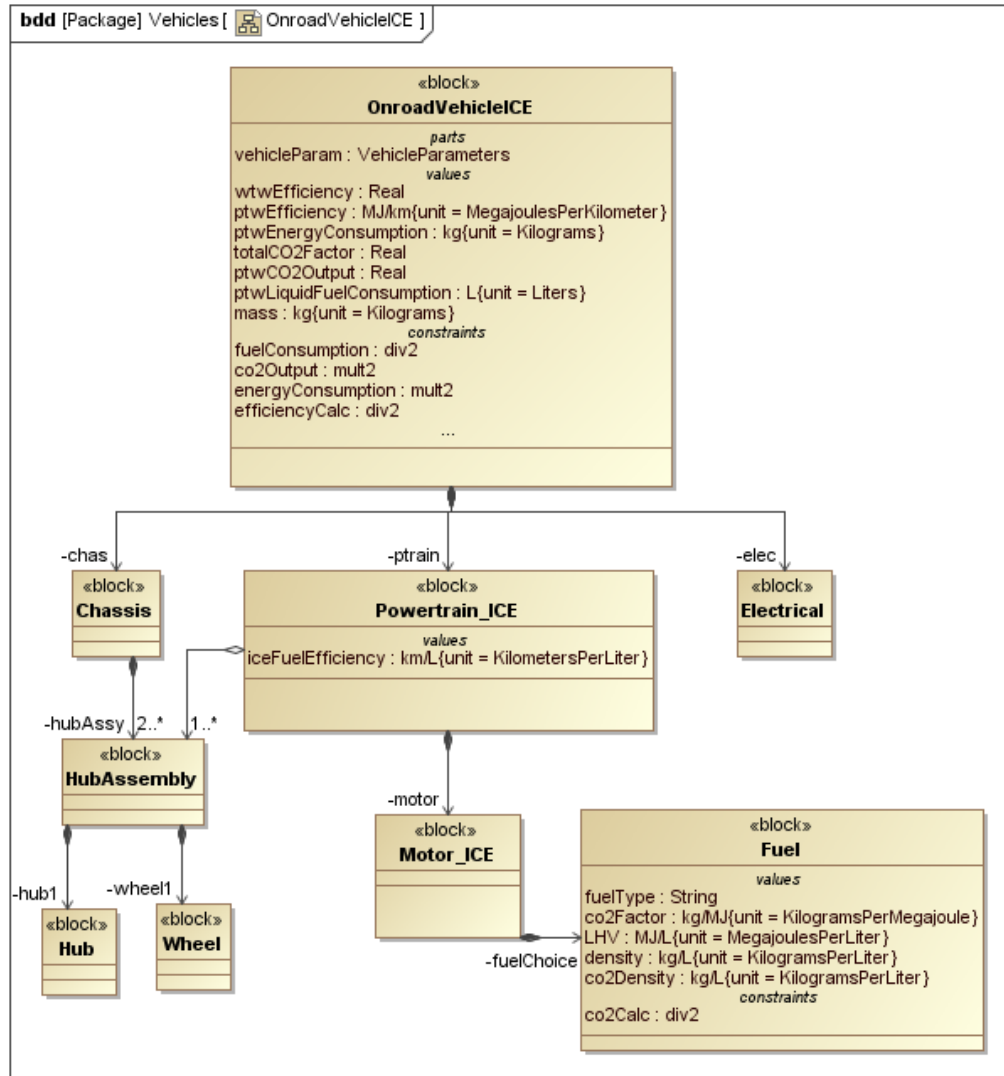 bdd [Package] Vehicles [ OnroadVehicleICE ]
«block»
OnroadVehicleICE
parts
vehicleParam : VehicleParameters
values
wtwEfficiency : Real
ptwEfficiency : MJ/km{unit = MegajoulesPerKilometer}
ptwEnergyConsumption : kg{unit = Kilograms}
totalCO2Factor : Real
ptwCO2Output : Real
ptwLiquidFuelConsumption : L{unit = Liters}
mass : kg{unit = Kilograms}
constraints
fuelConsumption : div2
co2Output : mult2
energyConsumption : mult2
efficiencyCalc : div2
...
-chas
-ptrain
-elec
«block»
Chassis
«block»
Powertrain_ICE
values
iceFuelEfficiency : km/L{unit = KilometersPerLiter}
«block»
Electrical
-hubAssy 2..* 1..*
«block»
HubAssembly
-motor
«block»
Motor_ICE
-hub1
-wheel1
«block»
Hub
«block»
Wheel
-fuelChoice
«block»
Fuel
values
fuelType : String
co2Factor : kg/MJ{unit = KilogramsPerMegajoule}
LHV : MJ/L{unit = MegajoulesPerLiter}
density : kg/L{unit = KilogramsPerLiter}
co2Density : kg/L{unit = KilogramsPerLiter}
constraints
co2Calc : div2